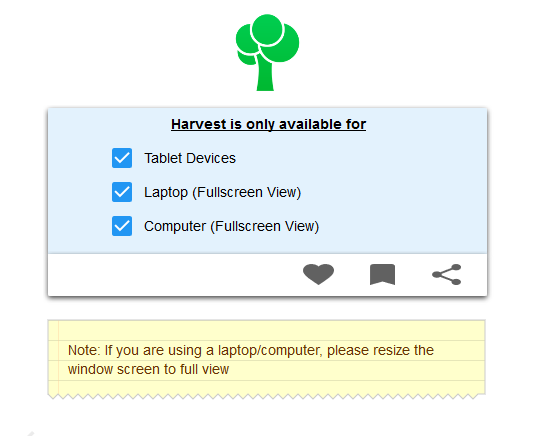 Harvest is only available for
Tablet Devices
Laptop (Fullscreen View)
Computer (Fullscreen View)
Note: If you are using a laptop/computer, please resize the
window screen to full view